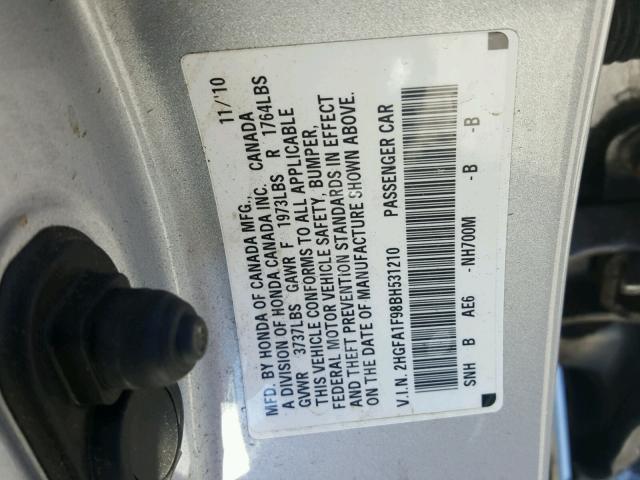 MFD. BY HONDA OF CANADA MFG., CANADA 11/'10
A DIVISION OF HONDA CANADA INC.
GVWR 3737LBS GAWR F 1973LBS R 1764LBS
THIS VEHICLE CONFORMS TO ALL APPLICABLE
FEDERAL MOTOR VEHICLE SAFETY, BUMPER,
AND THEFT PREVENTION STANDARDS IN EFFECT
ON THE DATE OF MANUFACTURE SHOWN ABOVE.
V.I.N. 2HGFA1F98BH531210 PASSENGER CAR
SNH B AE6 -NH700M -B -B